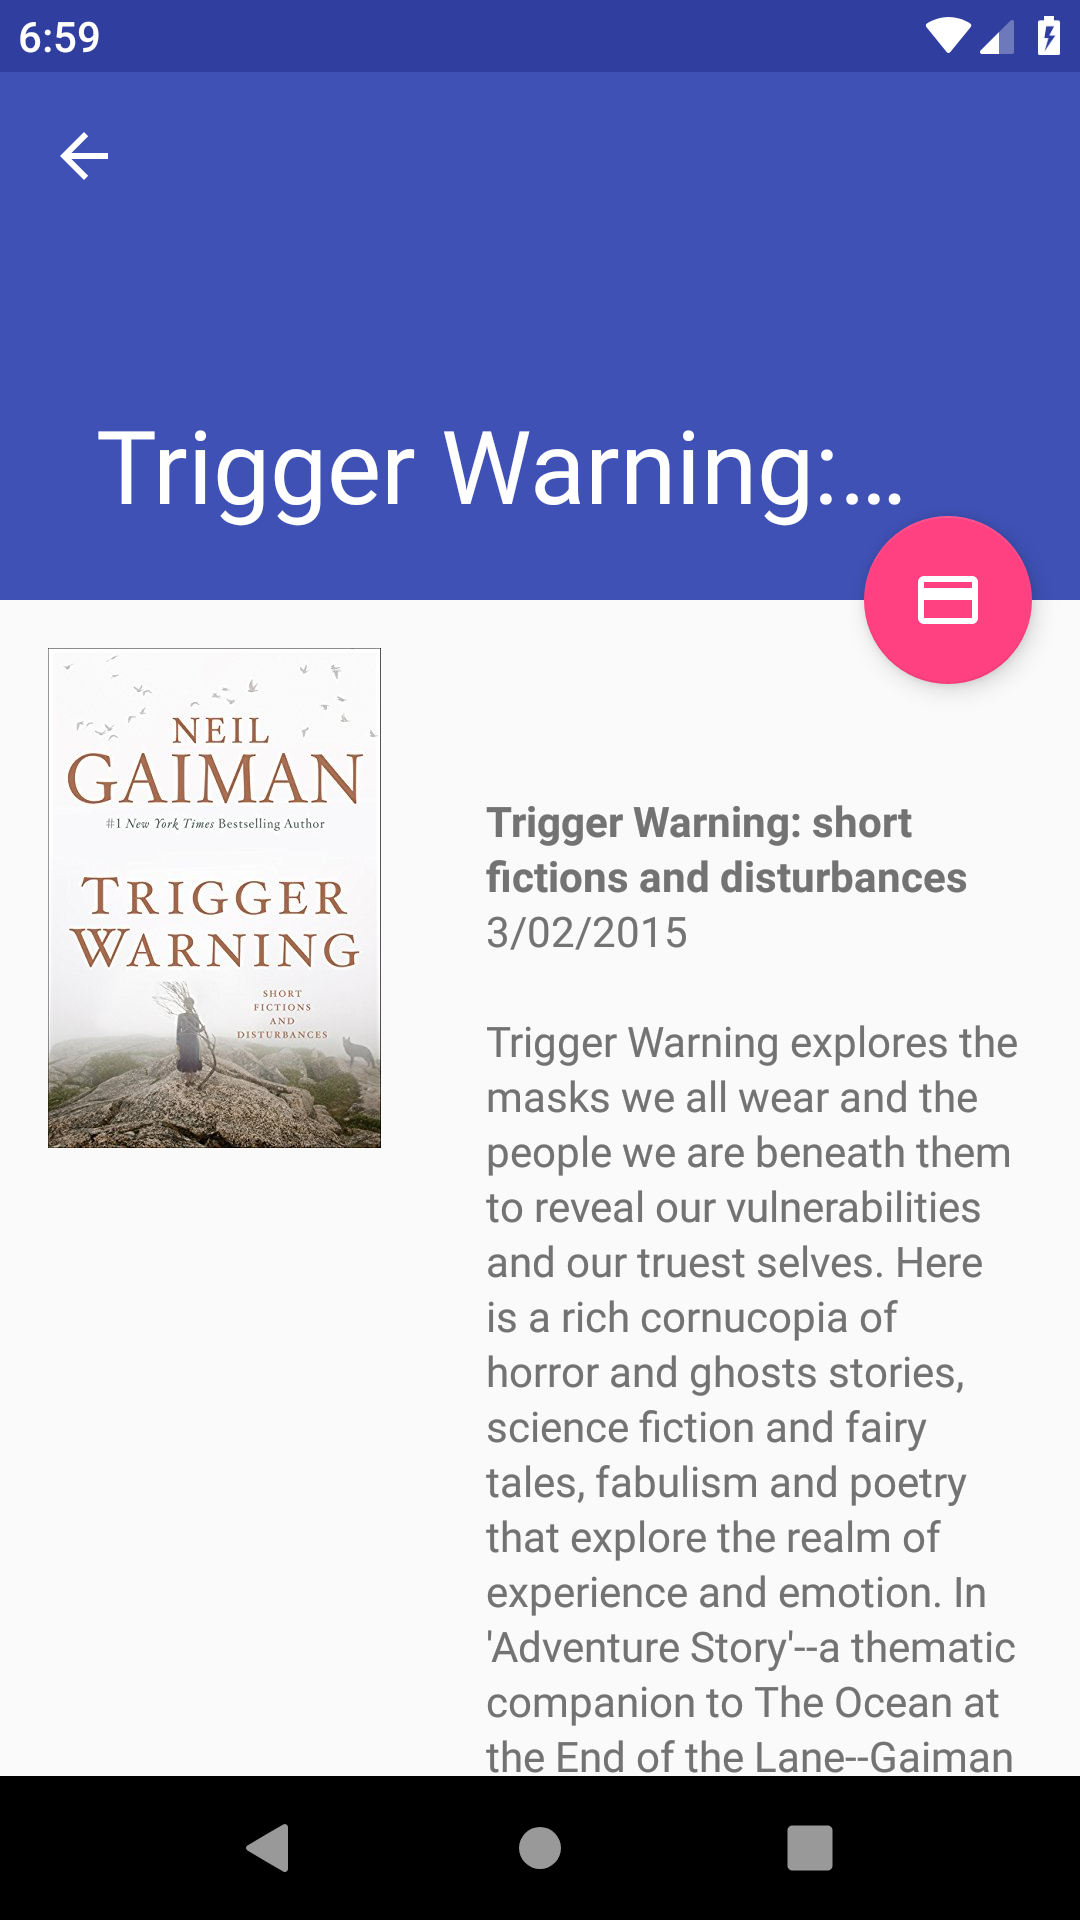 6:59
Trigger Warning:…
NEIL
GAIMAN
#1 New York Times Bestselling Author
TRIGGER
WARNING
SHORT
FICTIONS
AND
DISTURBANCES
Trigger Warning: short
fictions and disturbances
3/02/2015
Trigger Warning explores the
masks we all wear and the
people we are beneath them
to reveal our vulnerabilities
and our truest selves. Here
is a rich cornucopia of
horror and ghosts stories,
science fiction and fairy
tales, fabulism and poetry
that explore the realm of
experience and emotion. In
'Adventure Story'--a thematic
companion to The Ocean at
the End of the Lane--Gaiman